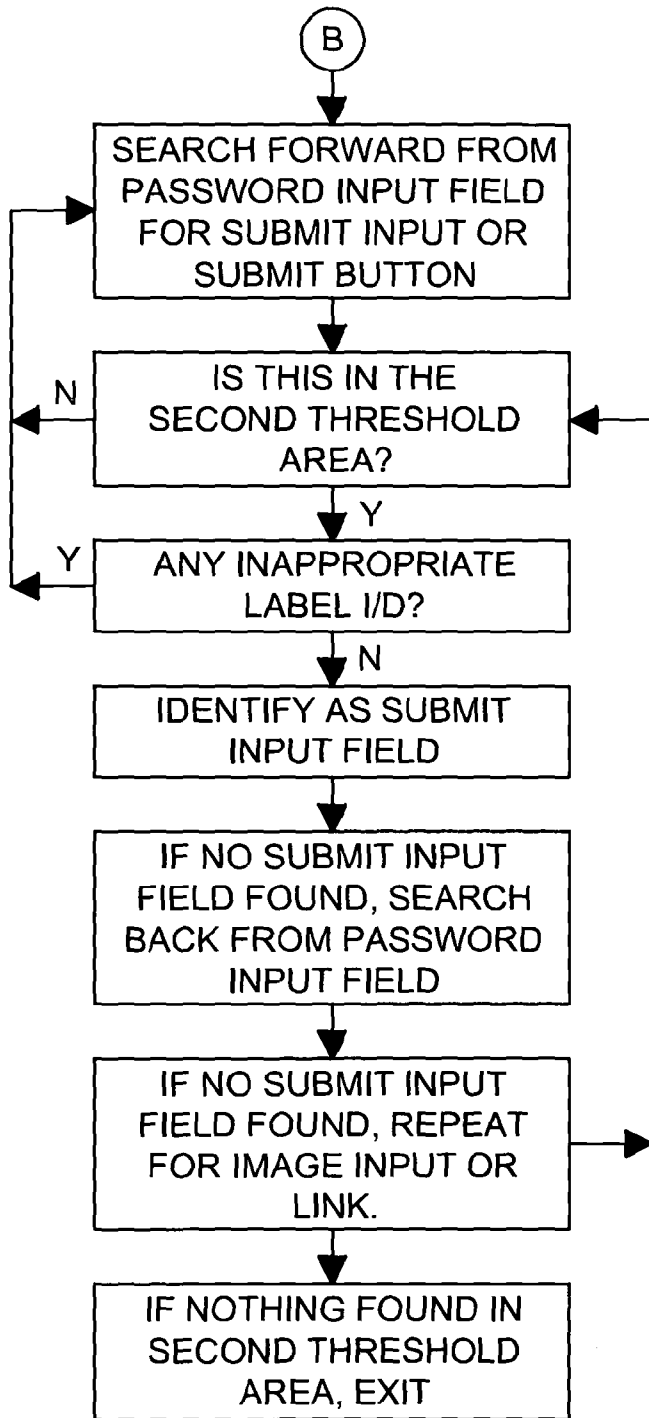 B
SEARCH FORWARD FROM
PASSWORD INPUT FIELD
FOR SUBMIT INPUT OR
SUBMIT BUTTON
IS THIS IN THE
SECOND THRESHOLD
AREA?
N
Y
ANY INAPPROPRIATE
LABEL I/D?
Y
N
IDENTIFY AS SUBMIT
INPUT FIELD
IF NO SUBMIT INPUT
FIELD FOUND, SEARCH
BACK FROM PASSWORD
INPUT FIELD
IF NO SUBMIT INPUT
FIELD FOUND, REPEAT
FOR IMAGE INPUT OR
LINK.
IF NOTHING FOUND IN
SECOND THRESHOLD
AREA, EXIT